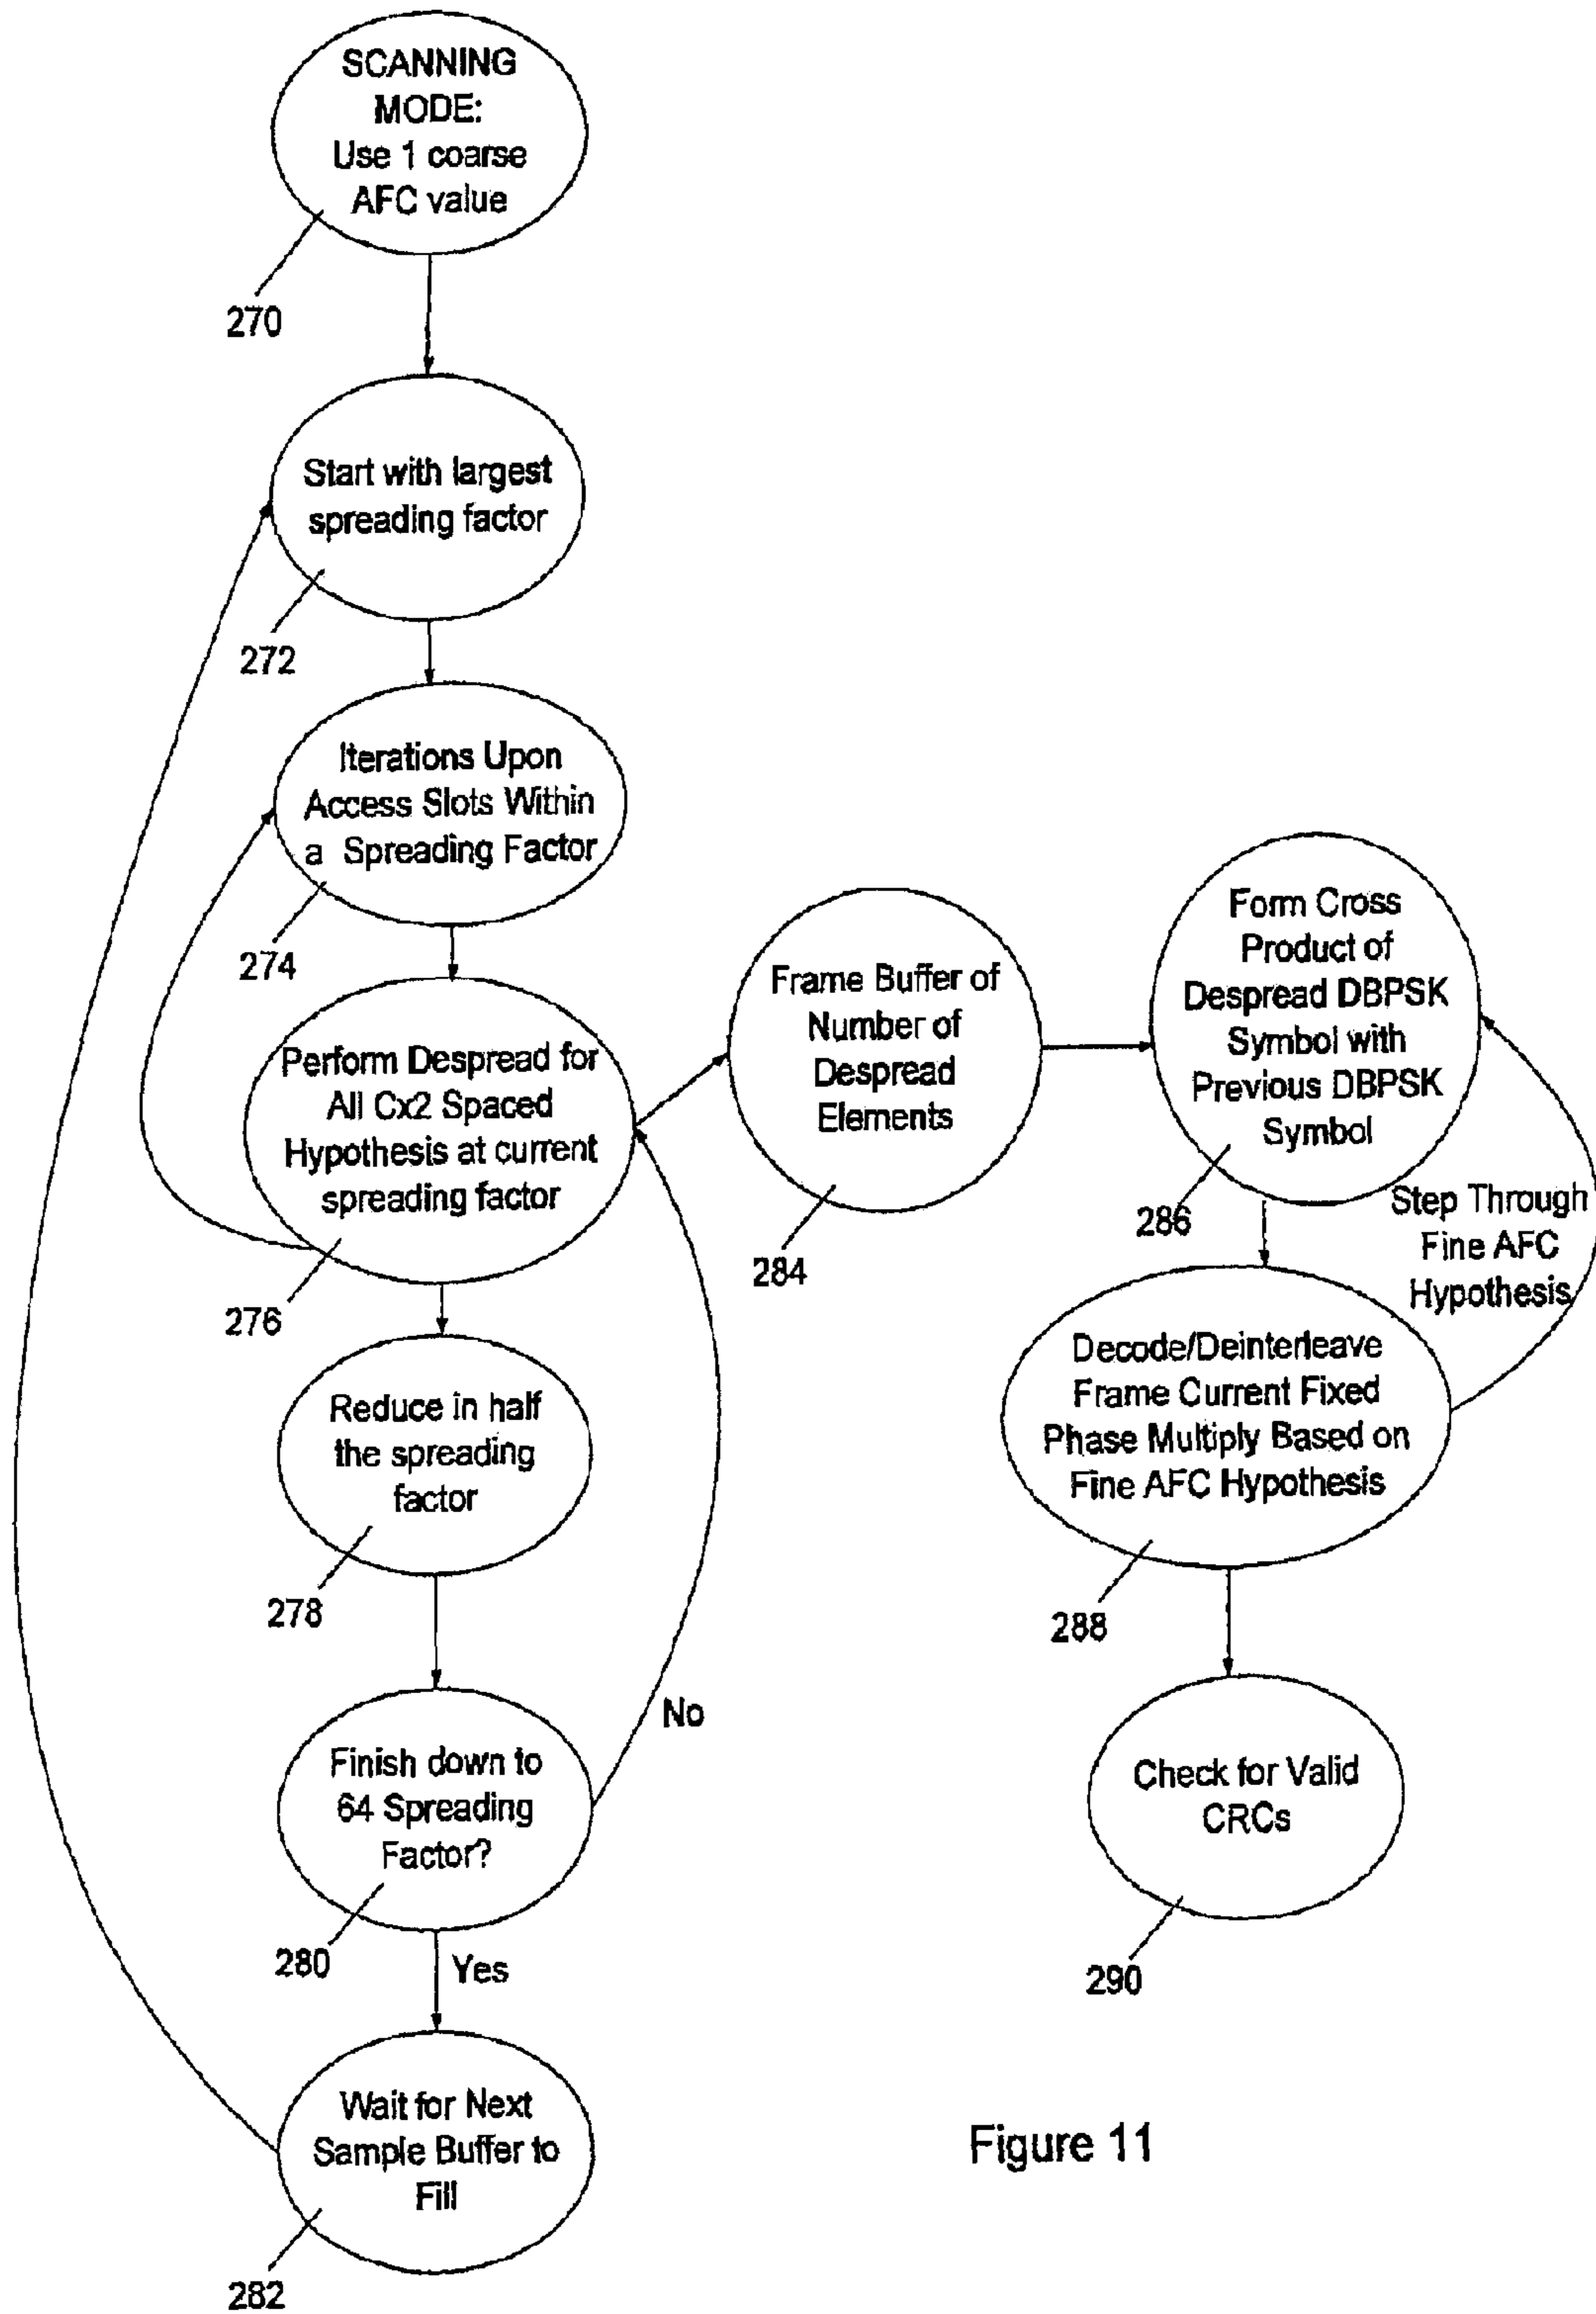 SCANNING
MODE:
Use 1 coarse
AFC value
270
Start with largest
spreading factor
272
Iterations Upon
Access Slots Within
a Spreading Factor
274
Perform Despread for
All Cx2 Spaced
Hypothesis at current
spreading factor
276
Reduce in half
the spreading
factor
278
Finish down to
64 Spreading
Factor?
280
No
Yes
Wait for Next
Sample Buffer to
Fill
282
Frame Buffer of
Number of
Despread
Elements
284
Form Cross
Product of
Despread DBPSK
Symbol with
Previous DBPSK
Symbol
286
Step Through
Fine AFC
Hypothesis
Decode/Deinterleave
Frame Current Fixed
Phase Multiply Based on
Fine AFC Hypothesis
288
Check for Valid
CRCs
290
Figure 11